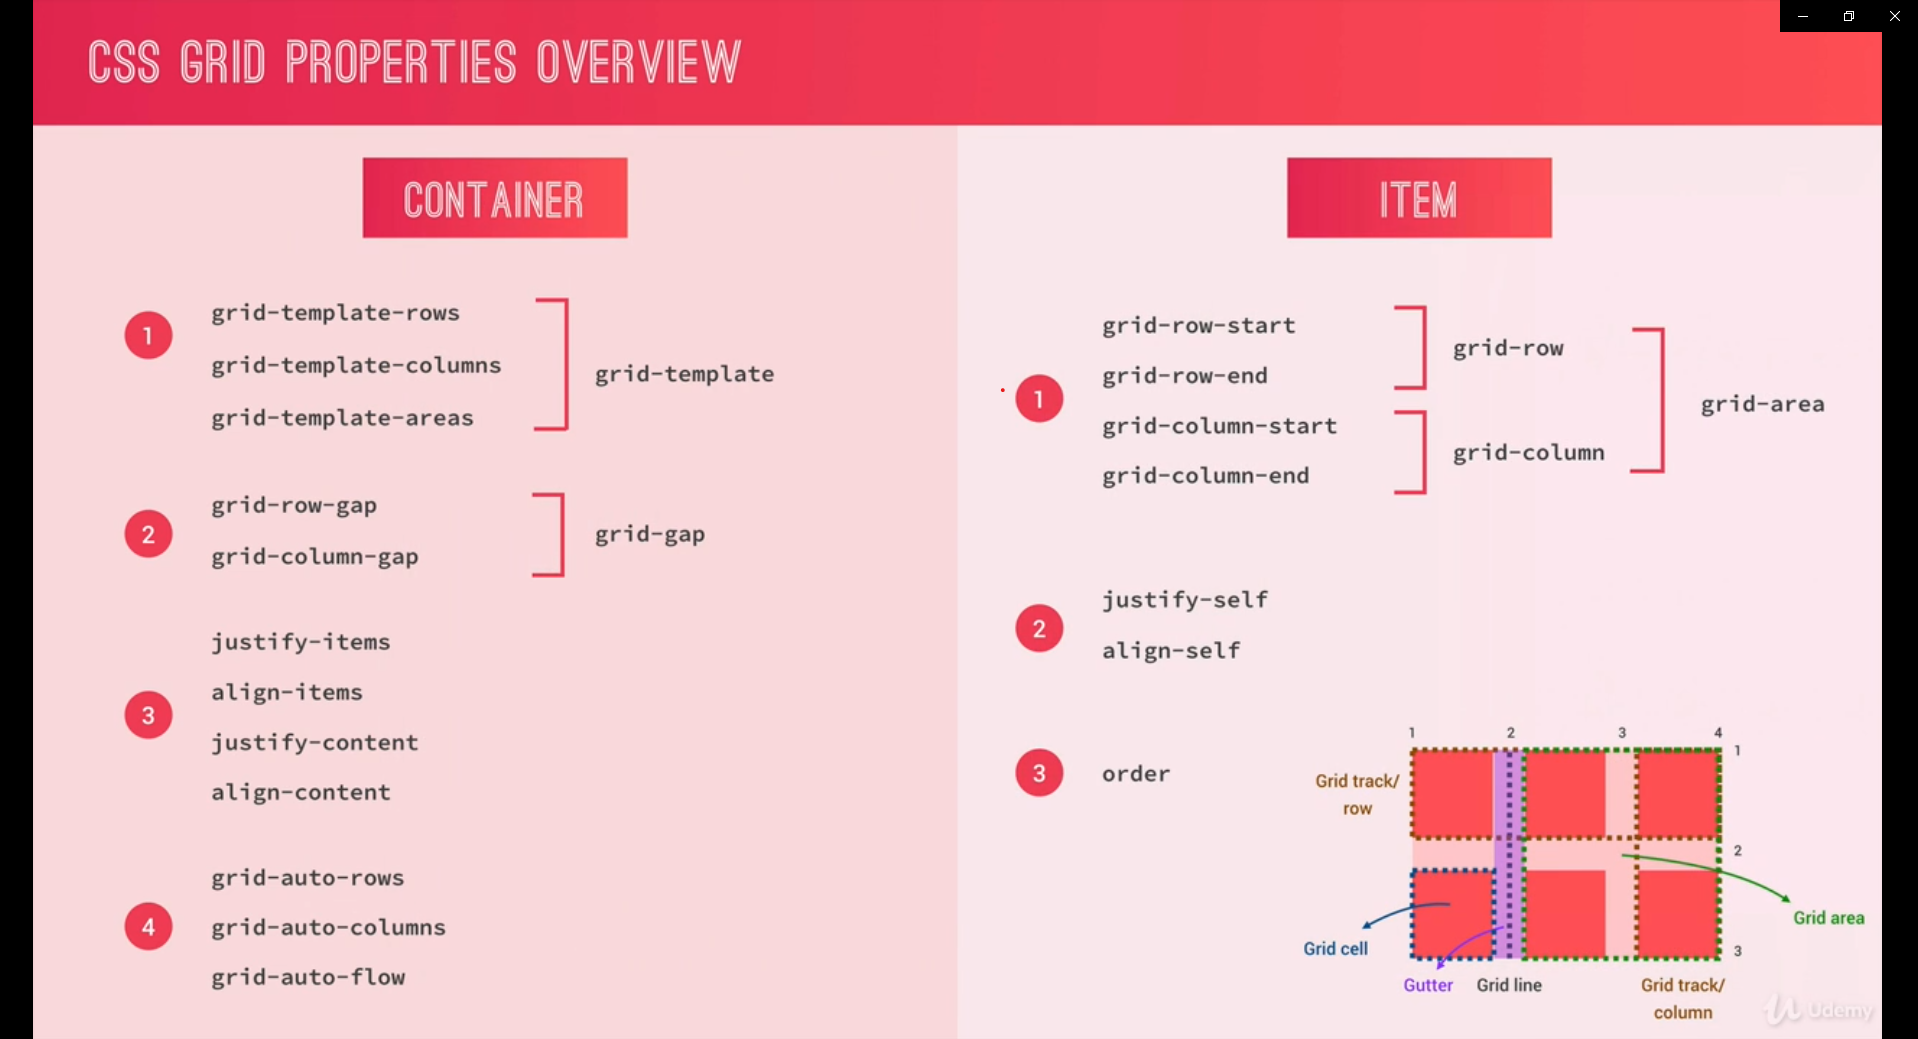 CSS GRID PROPERTIES OVERVIEW
CONTAINER
1
grid-template-rows
grid-template-columns
grid-template-areas
grid-template
2
grid-row-gap
grid-column-gap
grid-gap
3
justify-items
align-items
justify-content
align-content
4
grid-auto-rows
grid-auto-columns
grid-auto-flow
ITEM
1
grid-row-start
grid-row-end
grid-column-start
grid-column-end
grid-row
grid-column
grid-area
2
justify-self
align-self
3
order
1 2 3 4
1
2
3
Grid track/
row
Grid cell
Gutter
Grid line
Grid track/
column
Grid area
Udemy